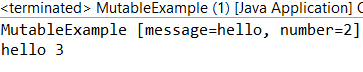 <terminated> MutableExample (1) [Java Application] C
MutableExample [message=hello, number=2]
hello 3